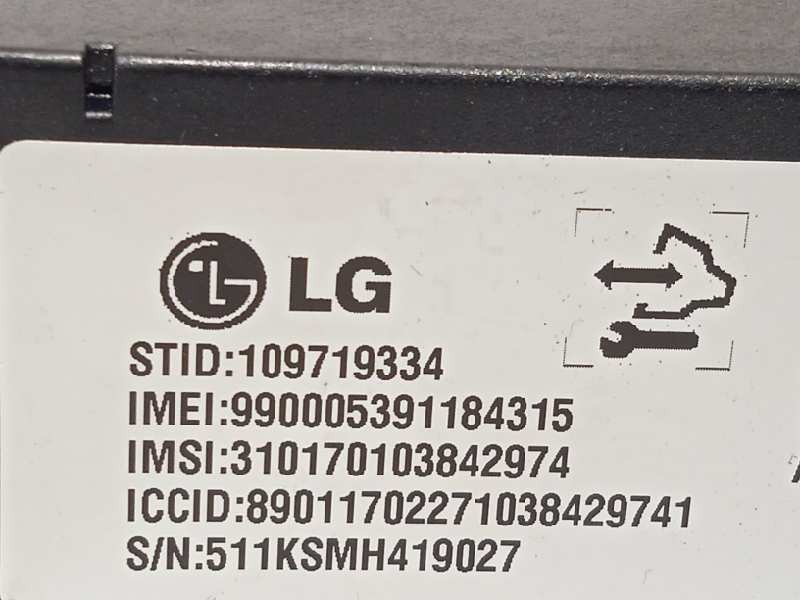 LG
STID:109719334
IMEI:990005391184315
IMSI:310170103842974
ICCID:89011702271038429741
S/N:511KSMH419027